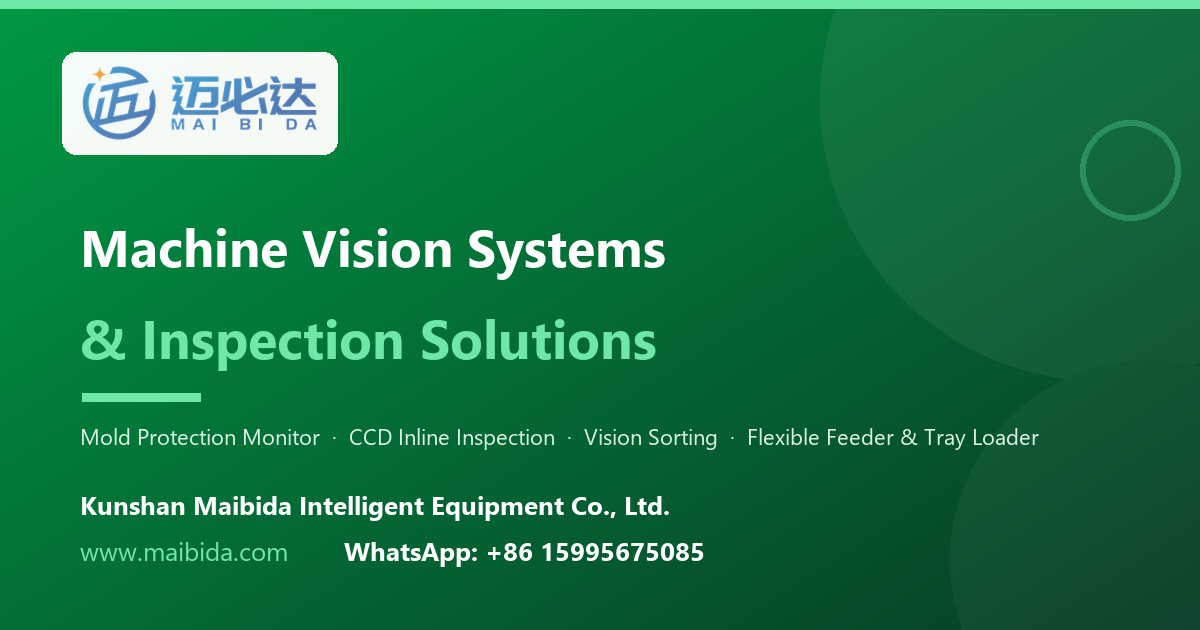 迈必达
MAI BI DA
Machine Vision Systems
& Inspection Solutions
Mold Protection Monitor · CCD Inline Inspection · Vision Sorting · Flexible Feeder & Tray Loader
Kunshan Maibida Intelligent Equipment Co., Ltd.
www.maibida.com WhatsApp: +86 15995675085